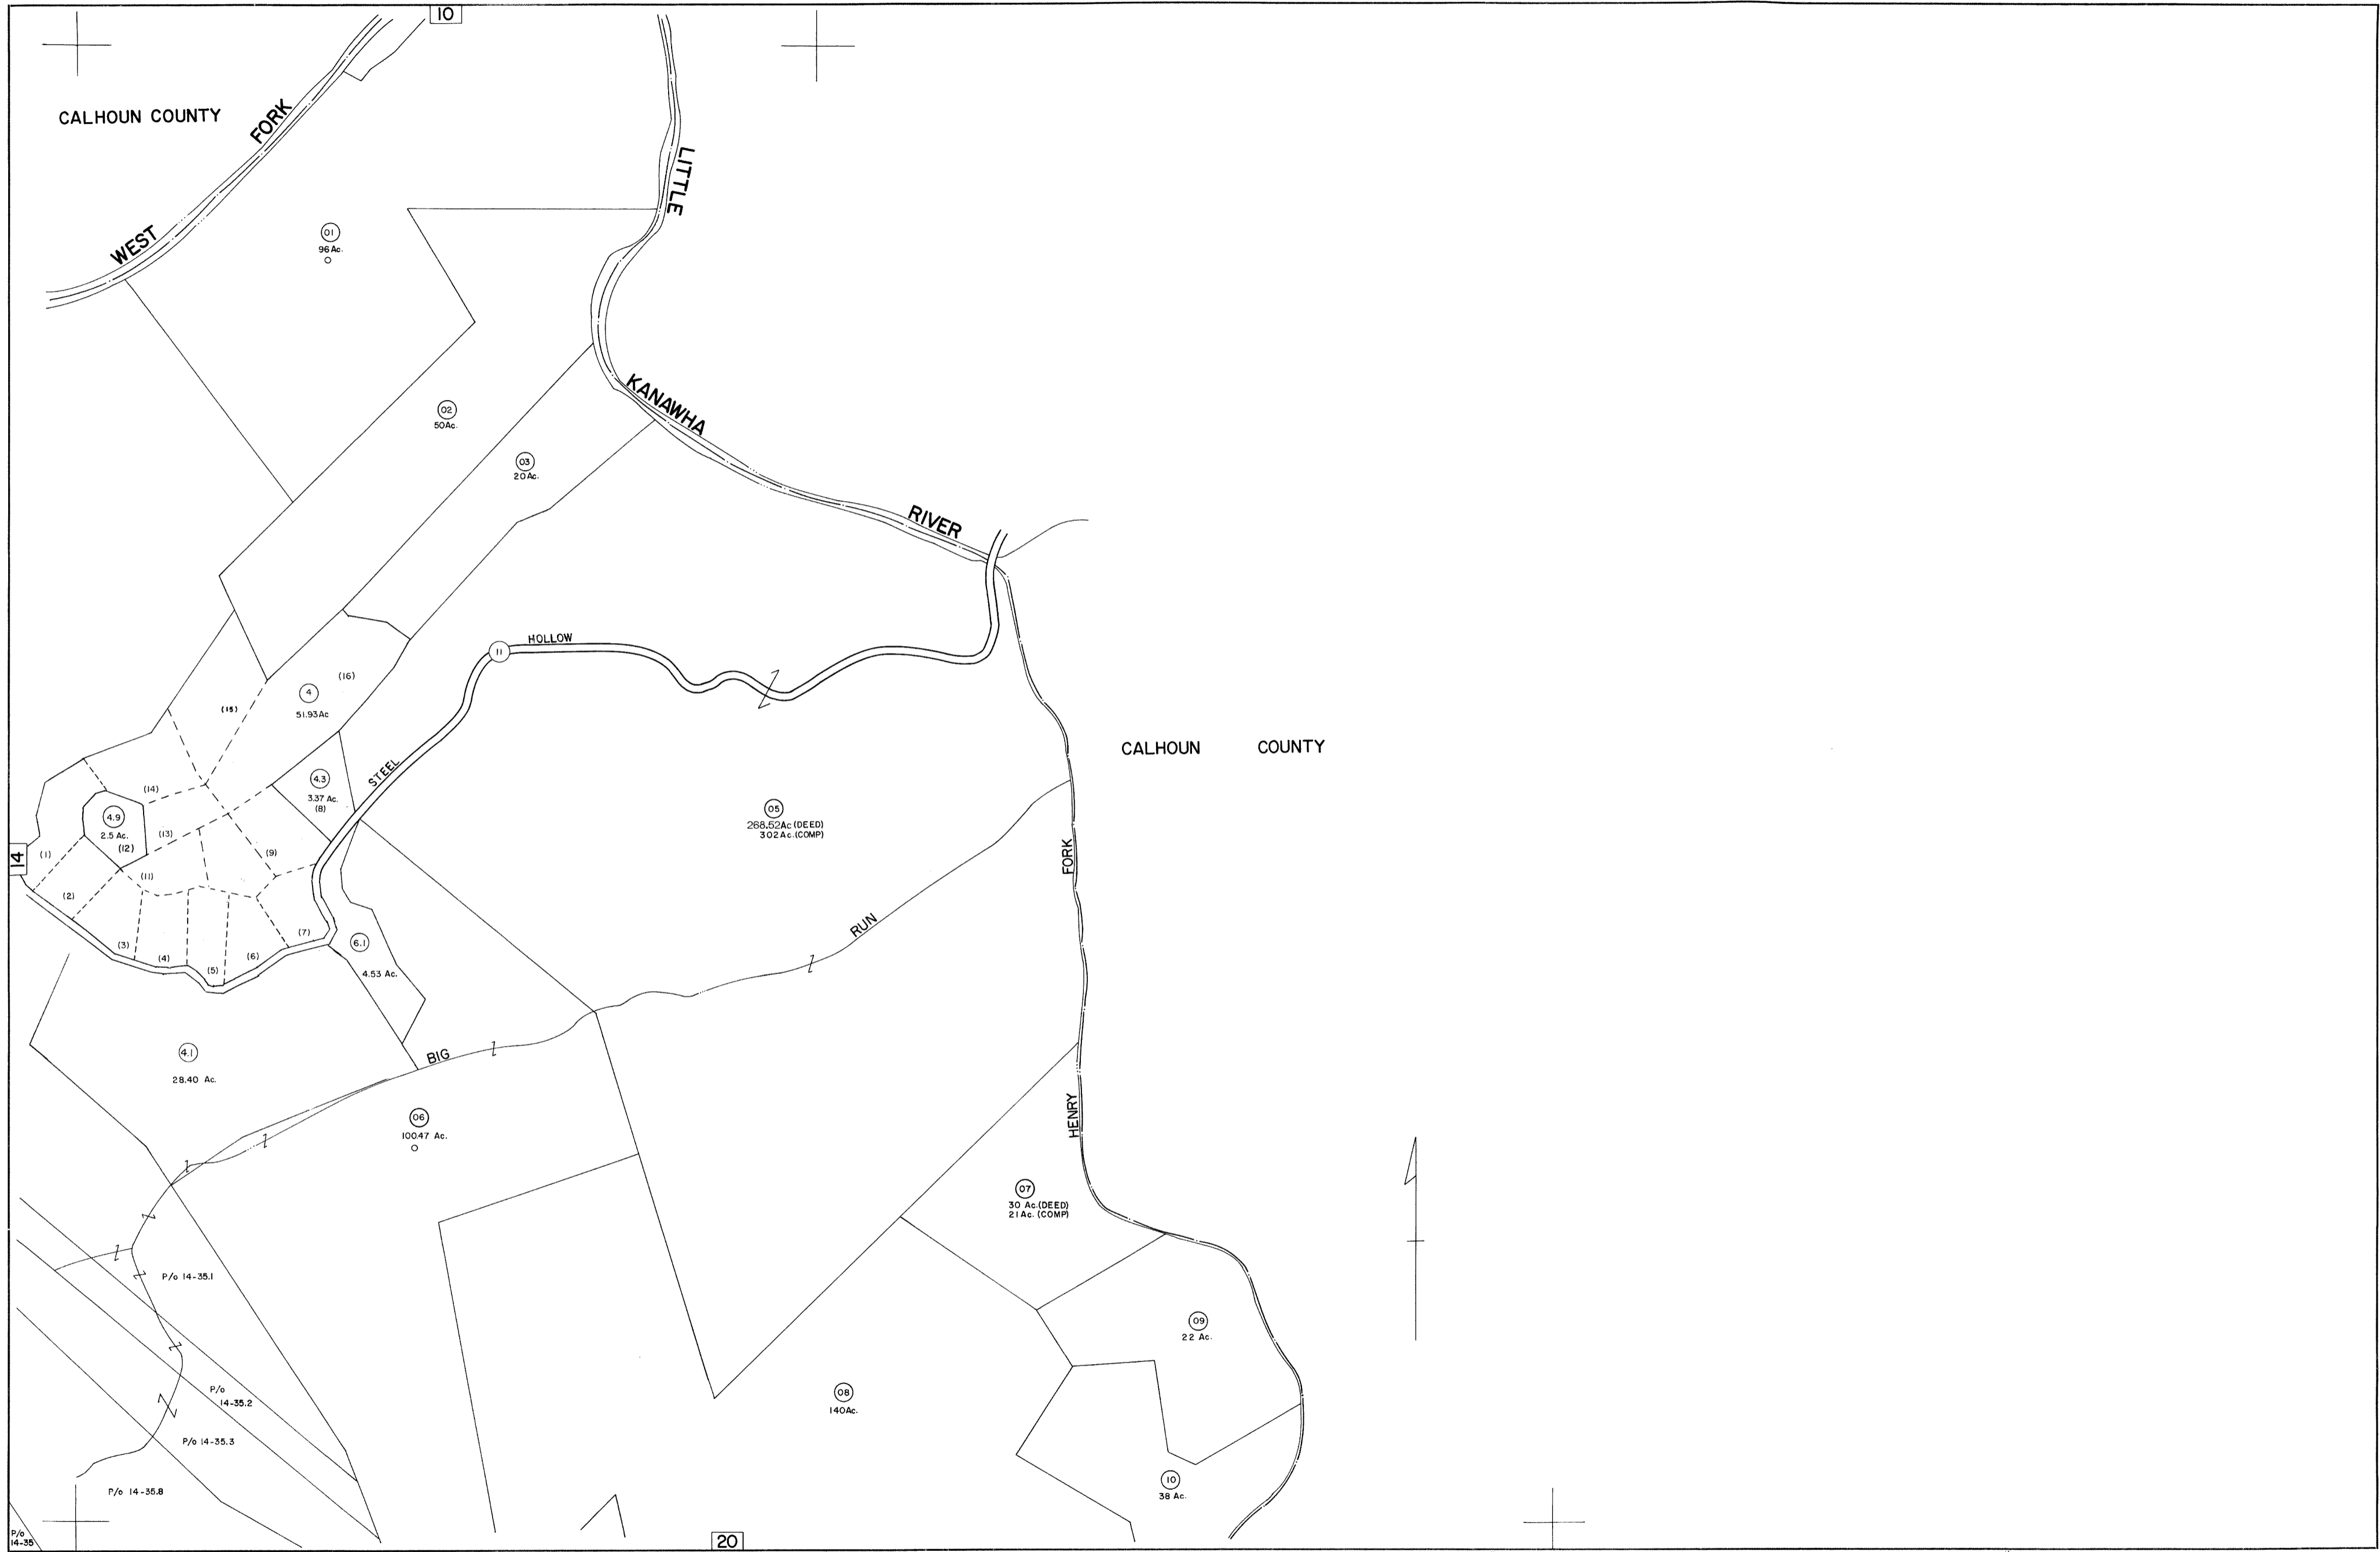 10
CALHOUN COUNTY
WEST FORK
LITTLE
KANAWHA
RIVER
01
96 Ac.
02
50 Ac.
03
20 Ac.
HOLLOW
11
STEEL
(16)
4
51.93 Ac
(15)
4.3
3.37 Ac.
(8)
(14)
4.9
2.5 Ac.
(12)
(13)
(1)
14
(9)
(11)
(2)
(3)
(4)
(5)
(6)
(7)
6.1
4.53 Ac.
CALHOUN COUNTY
05
268.52Ac (DEED)
302 Ac. (COMP)
FORK
RUN
BIG
HENRY
4.1
28.40 Ac.
06
100.47 Ac.
07
30 Ac. (DEED)
21 Ac. (COMP)
P/o 14-35.1
09
22 Ac.
P/o
14-35.2
08
140 Ac.
P/o 14-35.3
10
38 Ac.
P/o 14-35.8
P/o
14-35
20